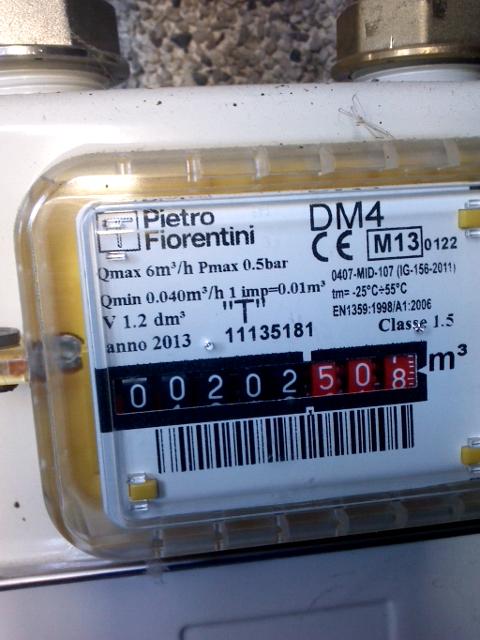 Pietro
Fiorentini
DM4
CE M13 0122
Qmax 6m³/h Pmax 0.5bar
0407-MID-107 (IG-156-2011)
Qmin 0.040m³/h 1 imp=0.01m³
tm= -25°C÷55°C
"T"
EN1359:1998/A1:2006
V 1.2 dm³
Classe 1.5
anno 2013
11135181
00202508 m³